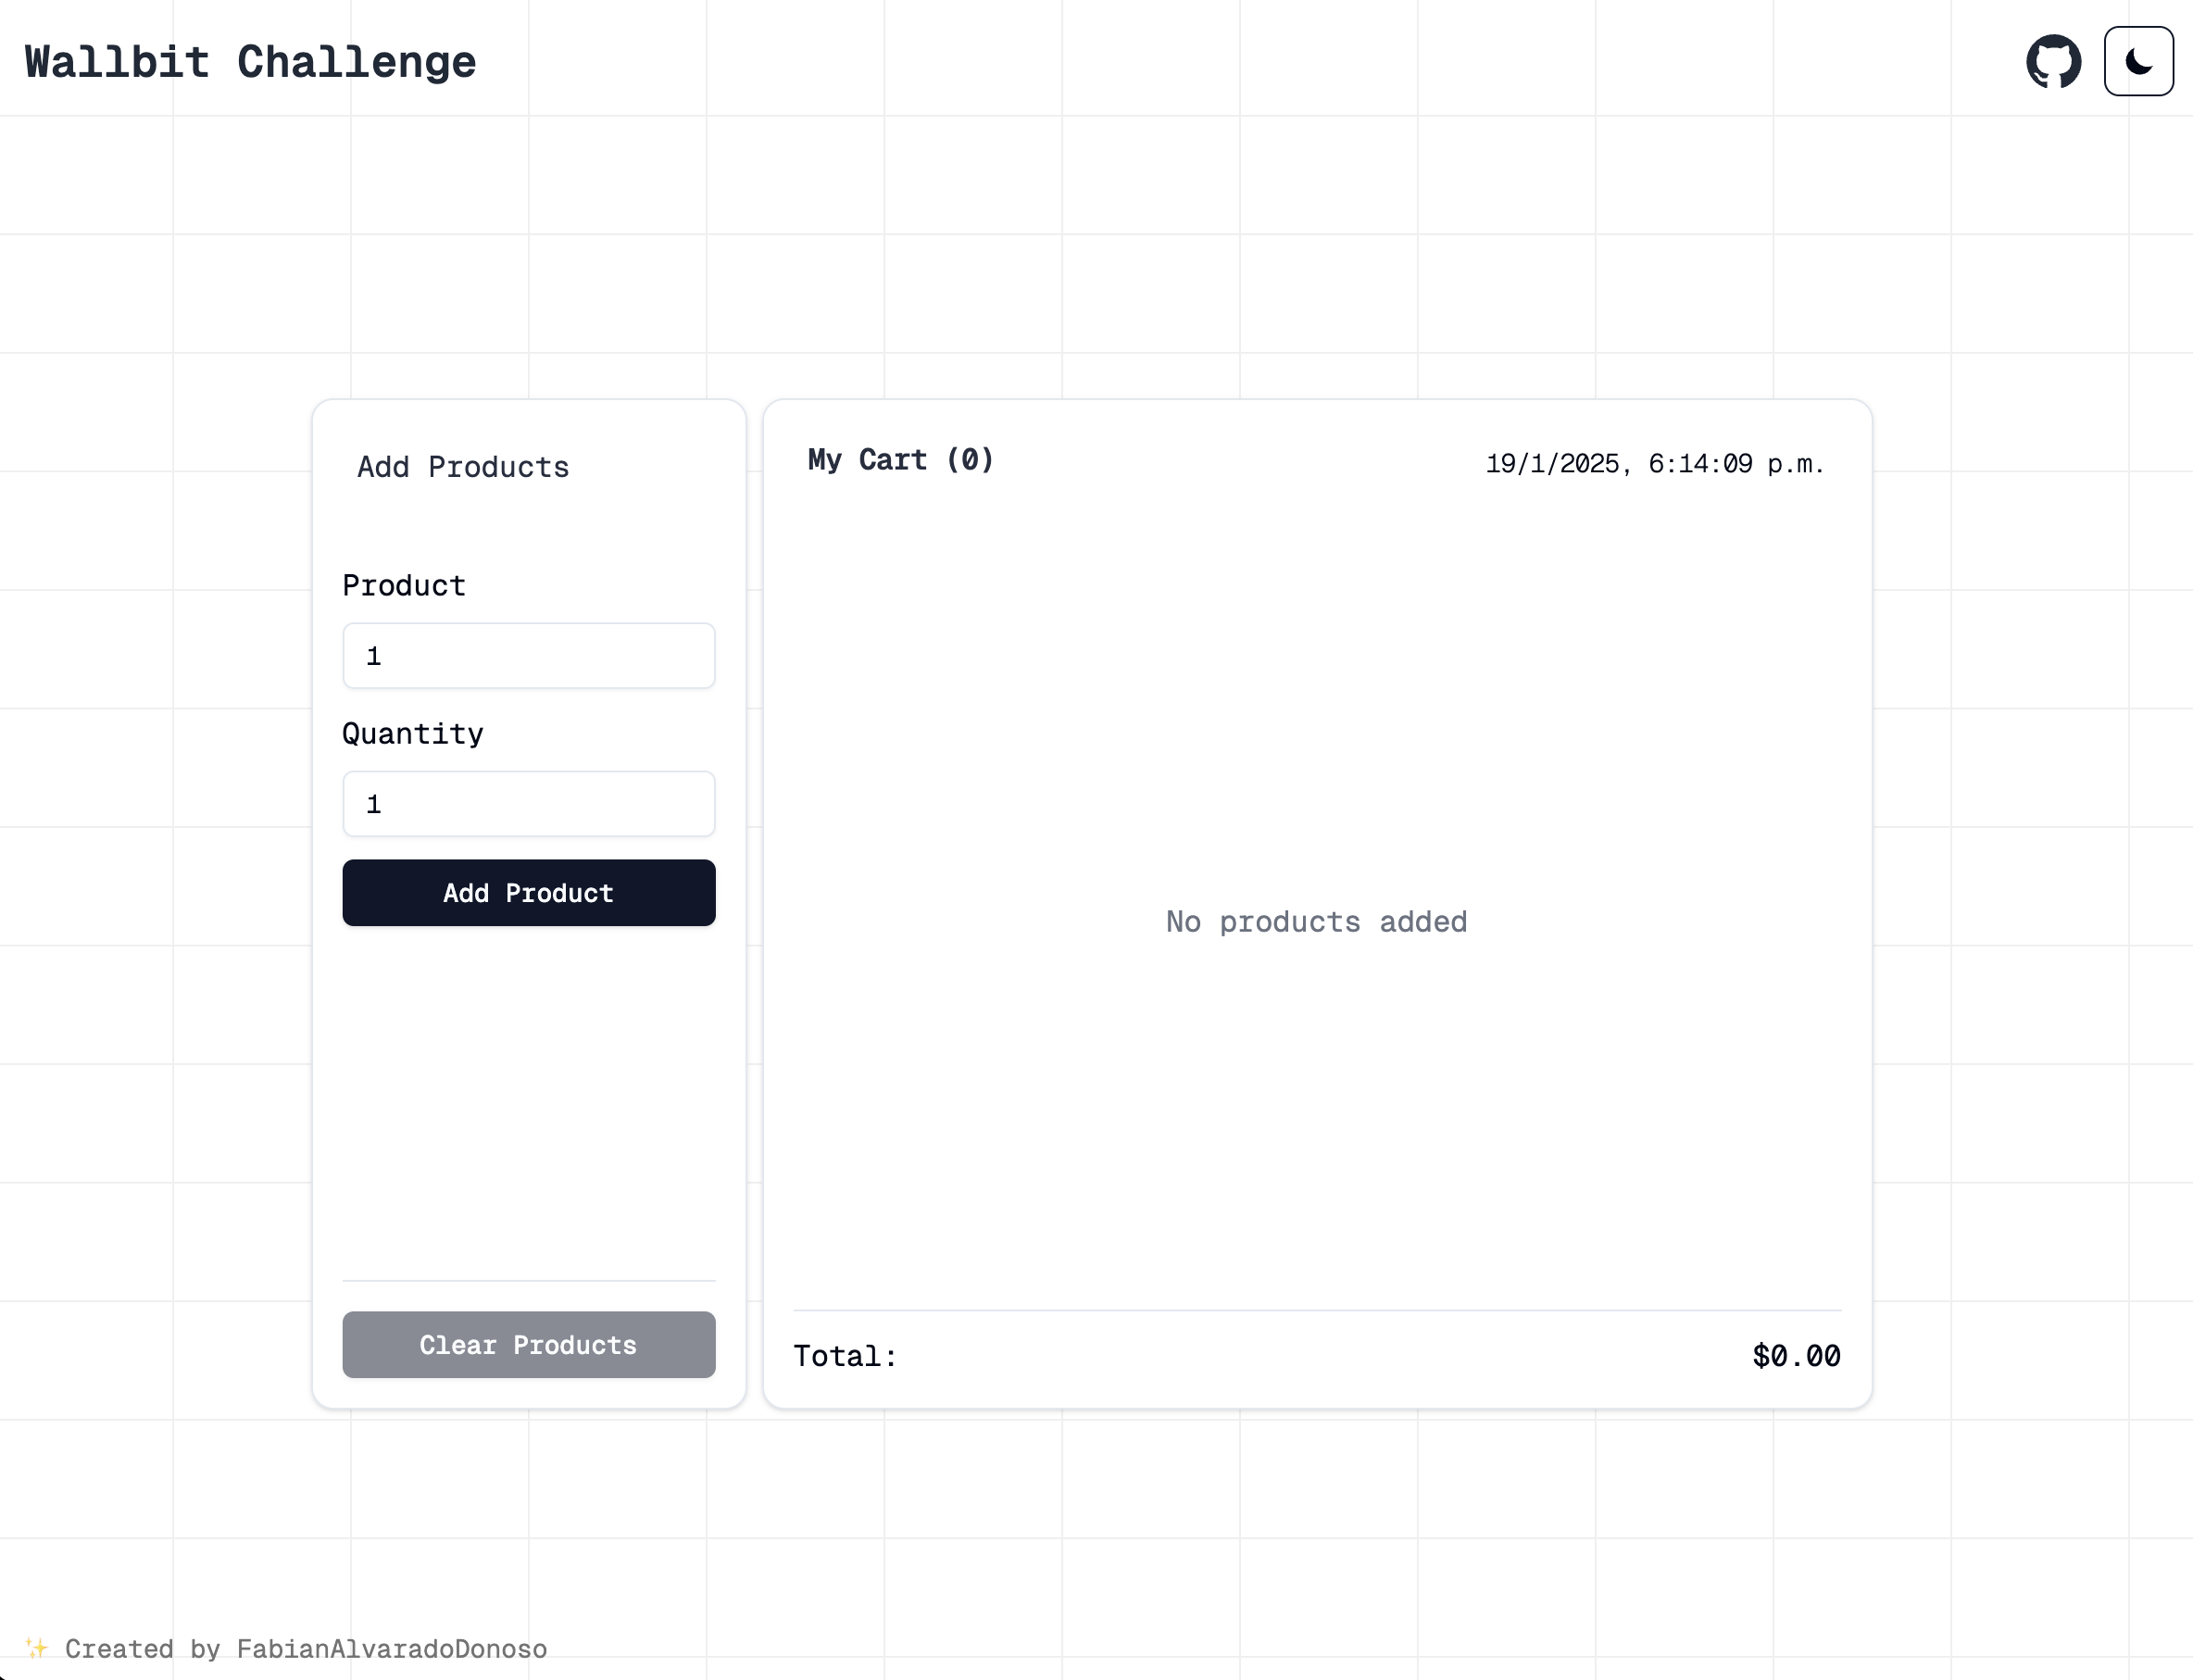 Wallbit Challenge
Add Products
Product
1
Quantity
1
Add Product
Clear Products
My Cart (0)
19/1/2025, 6:14:09 p.m.
No products added
Total:
$0.00
✨ Created by FabianAlvaradoDonoso